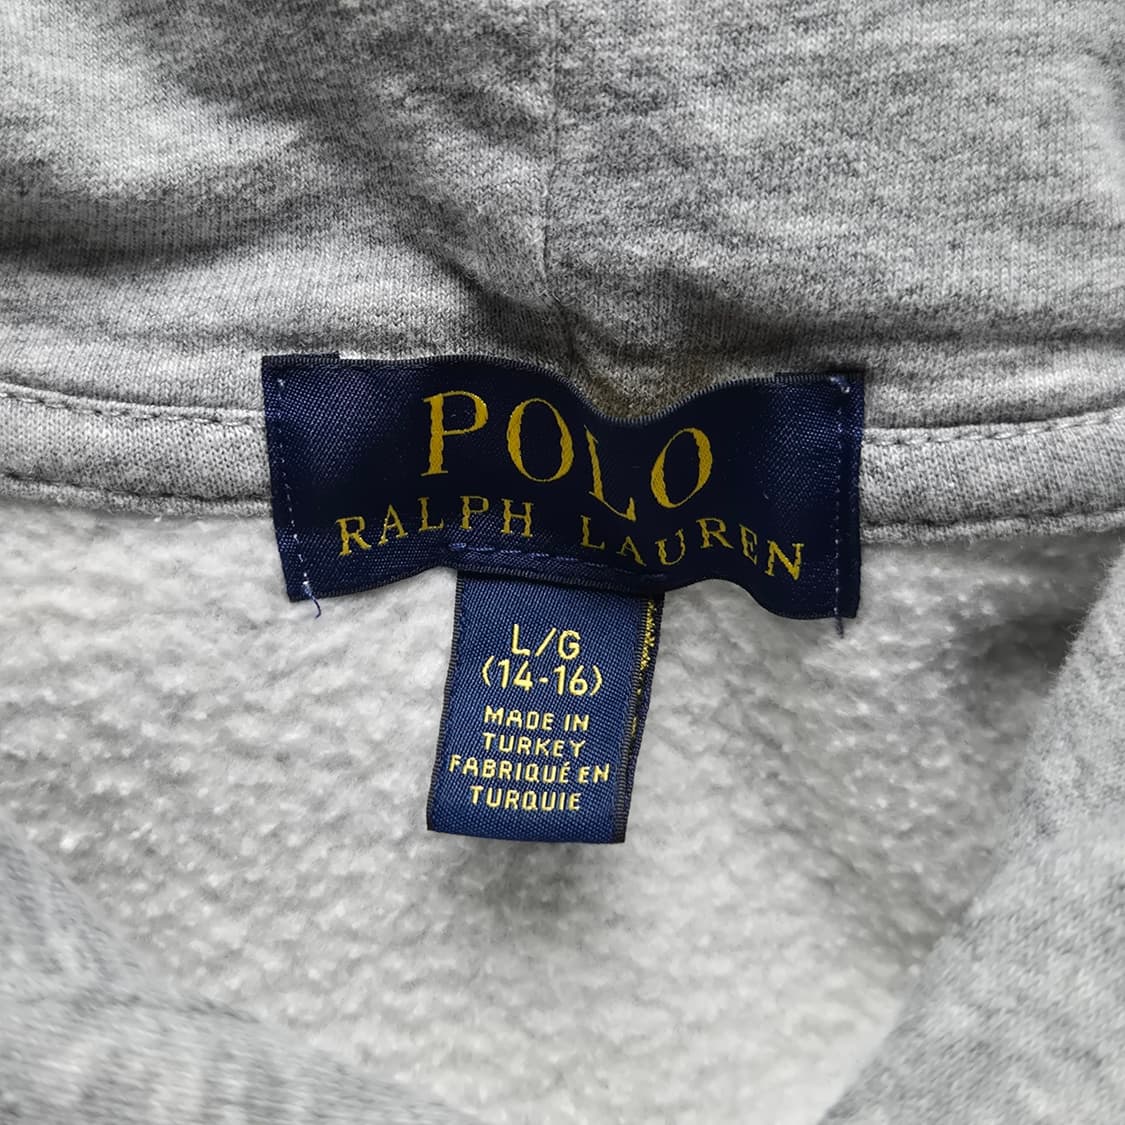 POLO
RALPH LAUREN
L/G
(14-16)
MADE IN
TURKEY
FABRIQUÉ EN
TURQUIE